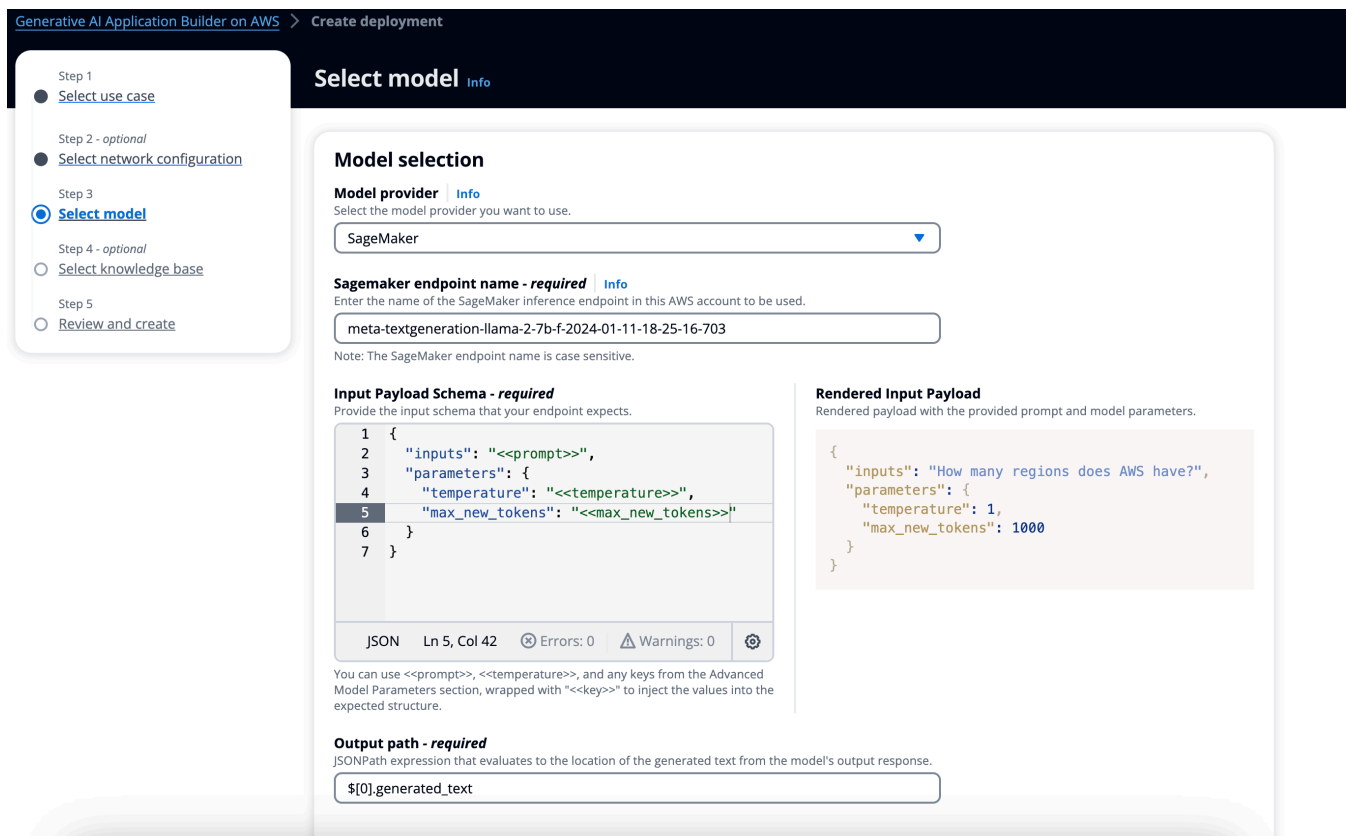 Generative AI Application Builder on AWS > Create deployment
Step 1
Select use case
Step 2 - optional
Select network configuration
Step 3
Select model
Step 4 - optional
Select knowledge base
Step 5
Review and create
Select model Info
Model selection
Model provider Info
Select the model provider you want to use.
SageMaker
Sagemaker endpoint name - required Info
Enter the name of the SageMaker inference endpoint in this AWS account to be used.
meta-textgeneration-llama-2-7b-f-2024-01-11-18-25-16-703
Note: The SageMaker endpoint name is case sensitive.
Input Payload Schema - required
Provide the input schema that your endpoint expects.
1 {
2 "inputs": "<<prompt>>",
3 "parameters": {
4 "temperature": "<<temperature>>",
5 "max_new_tokens": "<<max_new_tokens>>"
6 }
7 }
JSON Ln 5, Col 42 Errors: 0 Warnings: 0
You can use <<prompt>>, <<temperature>>, and any keys from the Advanced
Model Parameters section, wrapped with "<<key>>" to inject the values into the
expected structure.
Rendered Input Payload
Rendered payload with the provided prompt and model parameters.
{
"inputs": "How many regions does AWS have?",
"parameters": {
"temperature": 1,
"max_new_tokens": 1000
}
}
Output path - required
JSONPath expression that evaluates to the location of the generated text from the model's output response.
$[0].generated_text